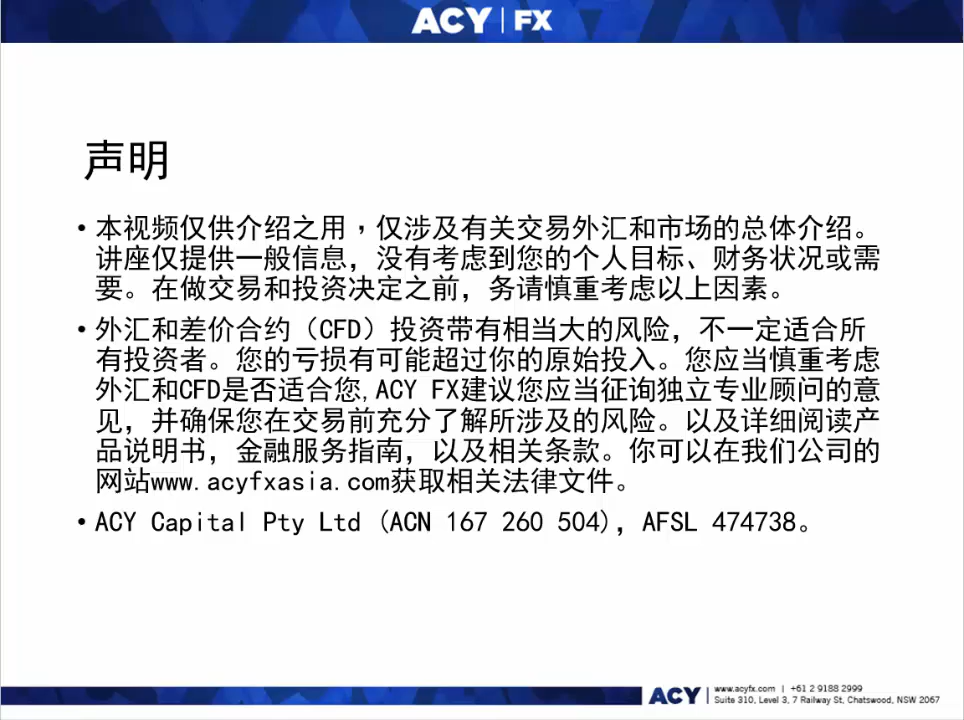 ACY | FX
声明
• 本视频仅供介绍之用，仅涉及有关交易外汇和市场的总体介绍。
讲座仅提供一般信息，没有考虑到您的个人目标、财务状况或需
要。在做交易和投资决定之前，务请慎重考虑以上因素。
• 外汇和差价合约（CFD）投资带有相当大的风险，不一定适合所
有投资者。您的亏损有可能超过你的原始投入。您应当慎重考虑
外汇和CFD是否适合您,ACY FX建议您应当征询独立专业顾问的意
见，并确保您在交易前充分了解所涉及的风险。以及详细阅读产
品说明书，金融服务指南，以及相关条款。你可以在我们公司的
网站www.acyfxasia.com获取相关法律文件。
• ACY Capital Pty Ltd (ACN 167 260 504)，AFSL 474738。
ACY
www.acyfx.com | +61 2 9188 2999
Suite 310, Level 3, 7 Railway St, Chatswood, NSW 2067